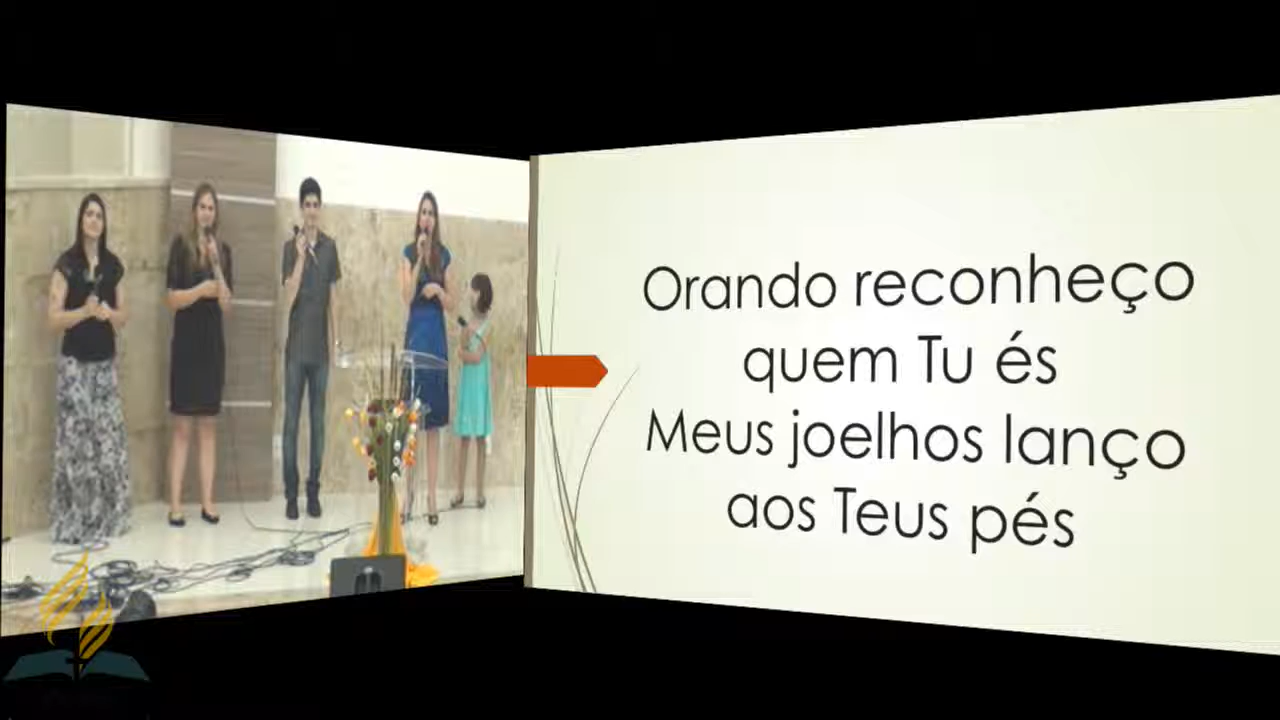 Orando reconheço
quem Tu és
Meus joelhos lanço
aos Teus pés